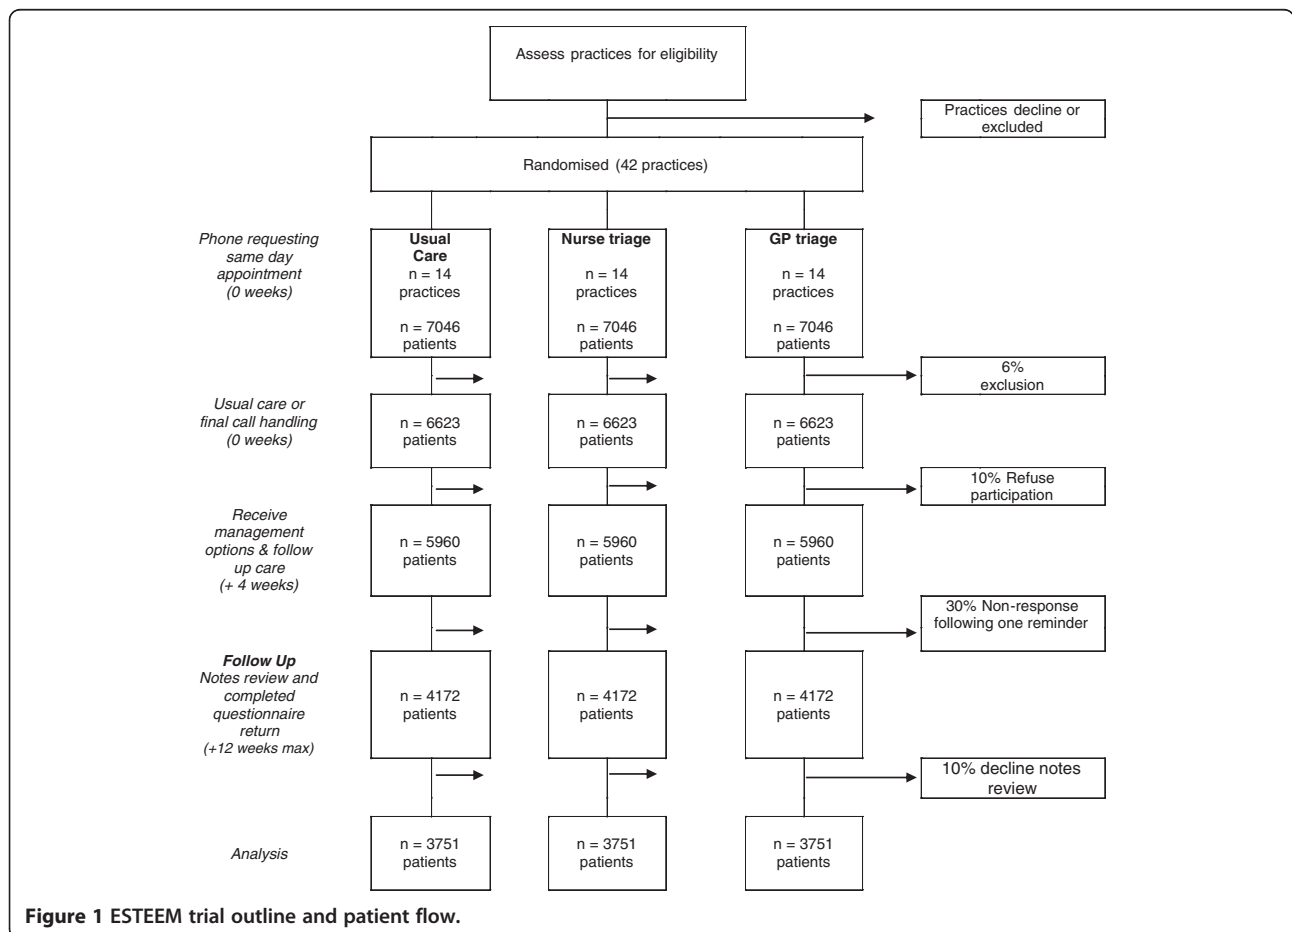 Assess practices for eligibility
Practices decline or
excluded
Randomised (42 practices)
Phone requesting
same day
appointment
(0 weeks)
Usual
Care
n = 14
practices
n = 7046
patients
Nurse triage
n = 14
practices
n = 7046
patients
GP triage
n = 14
practices
n = 7046
patients
6%
exclusion
Usual care or
final call handling
(0 weeks)
n = 6623
patients
n = 6623
patients
n = 6623
patients
10% Refuse
participation
Receive
management
options & follow
up care
(+ 4 weeks)
n = 5960
patients
n = 5960
patients
n = 5960
patients
30% Non-response
following one reminder
Follow Up
Notes review and
completed
questionnaire
return
(+12 weeks max)
n = 4172
patients
n = 4172
patients
n = 4172
patients
10% decline notes
review
Analysis
n = 3751
patients
n = 3751
patients
n = 3751
patients
Figure 1 ESTEEM trial outline and patient flow.